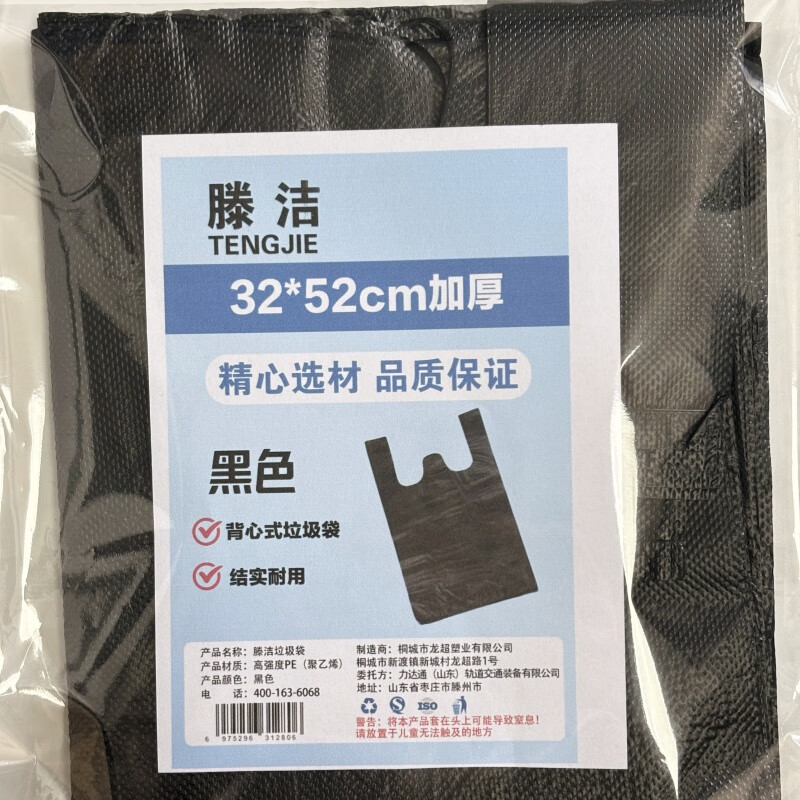 滕洁
TENGJIE
32*52cm加厚
精心选材 品质保证
黑色
背心式垃圾袋
结实耐用
产品名称：滕洁垃圾袋
产品材质：高强度PE（聚乙烯）
产品颜色：黑色
电 话：400-163-6068
6 975296 312806
制造商：桐城市龙超塑业有限公司
桐城市新渡镇新城村龙超路1号
委托方：力达通（山东）轨道交通装备有限公司
地址：山东省枣庄市滕州市
ISO
警告：将本产品套在头上可能导致窒息！
请放置于儿童无法触及的地方